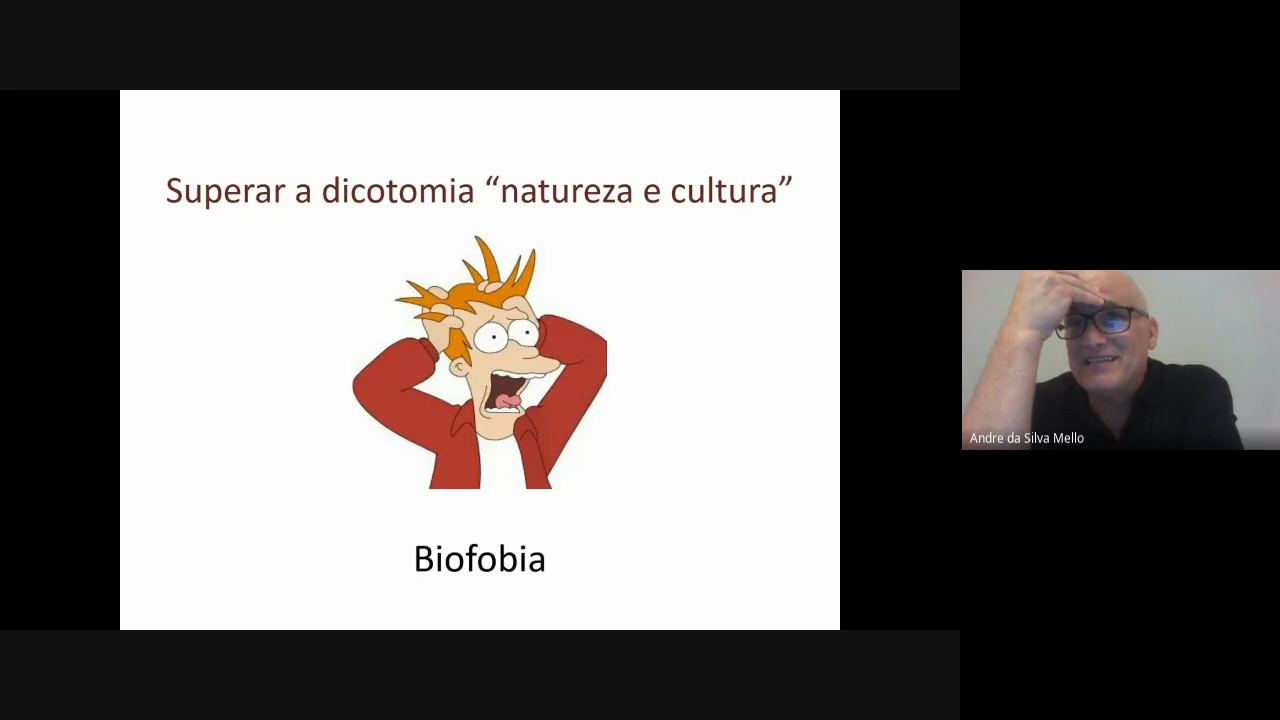 Superar a dicotomia “natureza e cultura”
Biofobia
Andre da Silva Mello